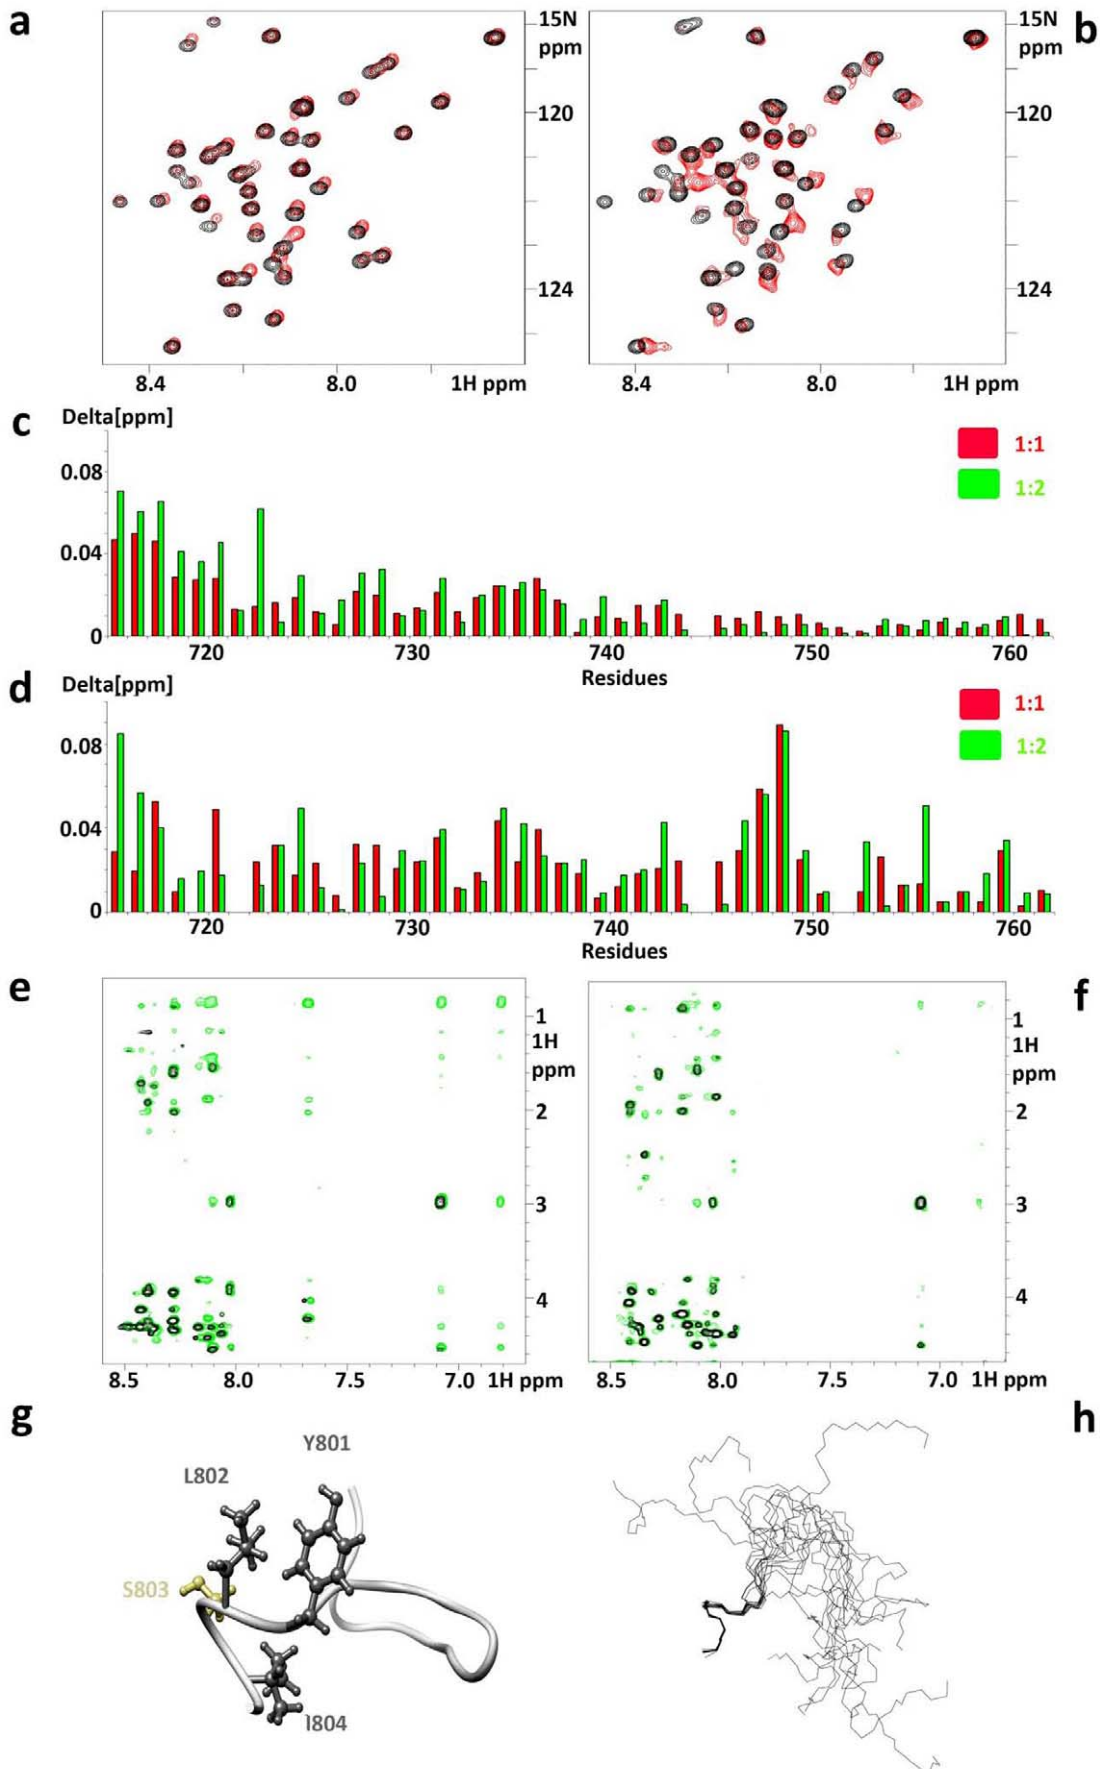 a
15N
ppm
120
124
8.4
8.0
1H ppm
b
15N
ppm
120
124
8.4
8.0
1H ppm
c
Delta[ppm]
0.08
0.04
0
720
730
740
750
760
Residues
1:1
1:2
d
Delta[ppm]
0.08
0.04
0
720
730
740
750
760
Residues
1:1
1:2
e
1
1H
ppm
2
3
4
8.5
8.0
7.5
7.0
1H ppm
f
1
1H
ppm
2
3
4
8.5
8.0
7.5
7.0
1H ppm
g
Y801
L802
S803
I804
h